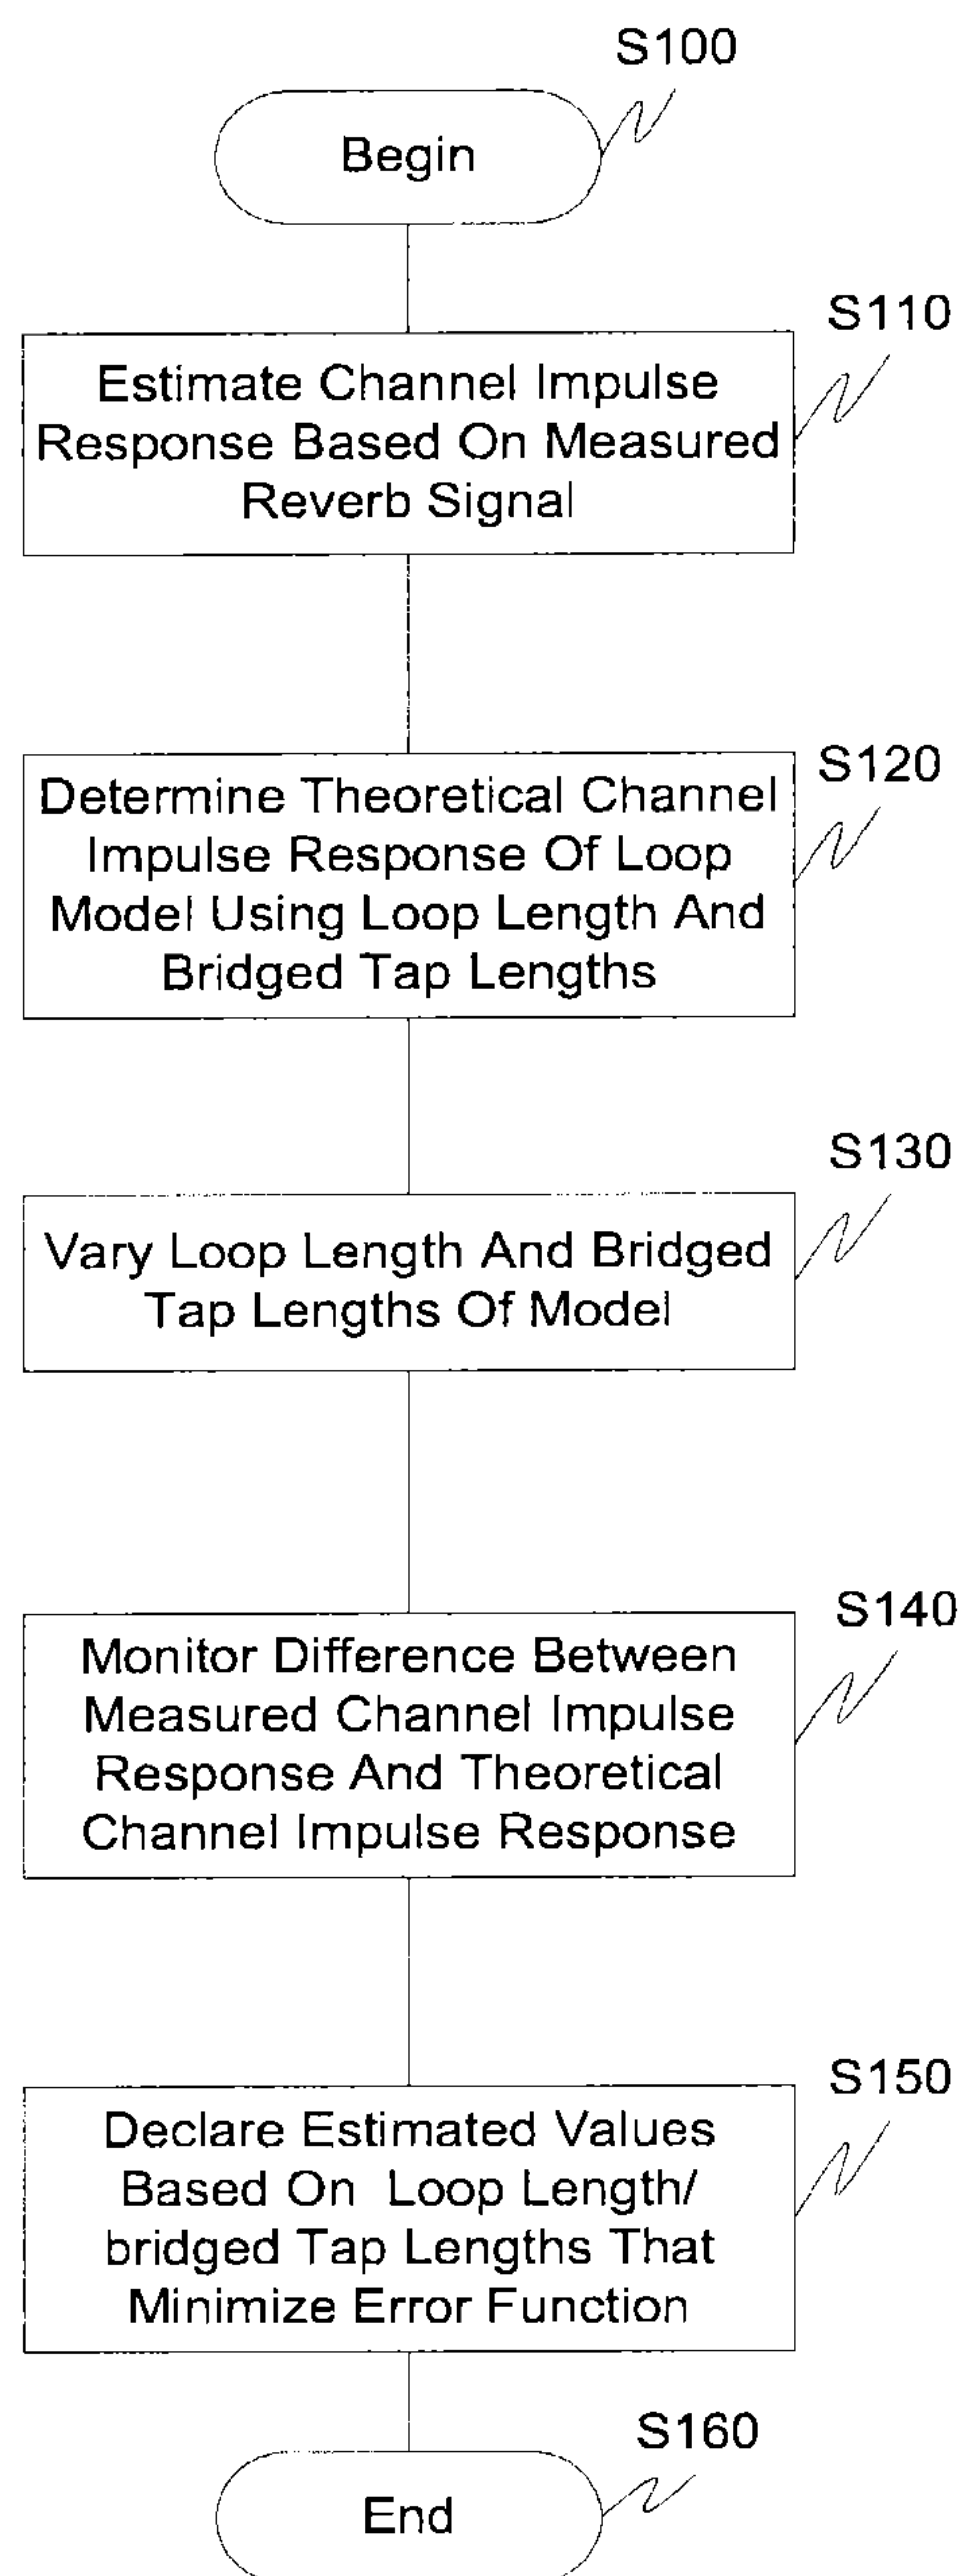 S100
Begin
S110
Estimate Channel Impulse
Response Based On Measured
Reverb Signal
S120
Determine Theoretical Channel
Impulse Response Of Loop
Model Using Loop Length And
Bridged Tap Lengths
S130
Vary Loop Length And Bridged
Tap Lengths Of Model
S140
Monitor Difference Between
Measured Channel Impulse
Response And Theoretical
Channel Impulse Response
S150
Declare Estimated Values
Based On Loop Length/
bridged Tap Lengths That
Minimize Error Function
S160
End